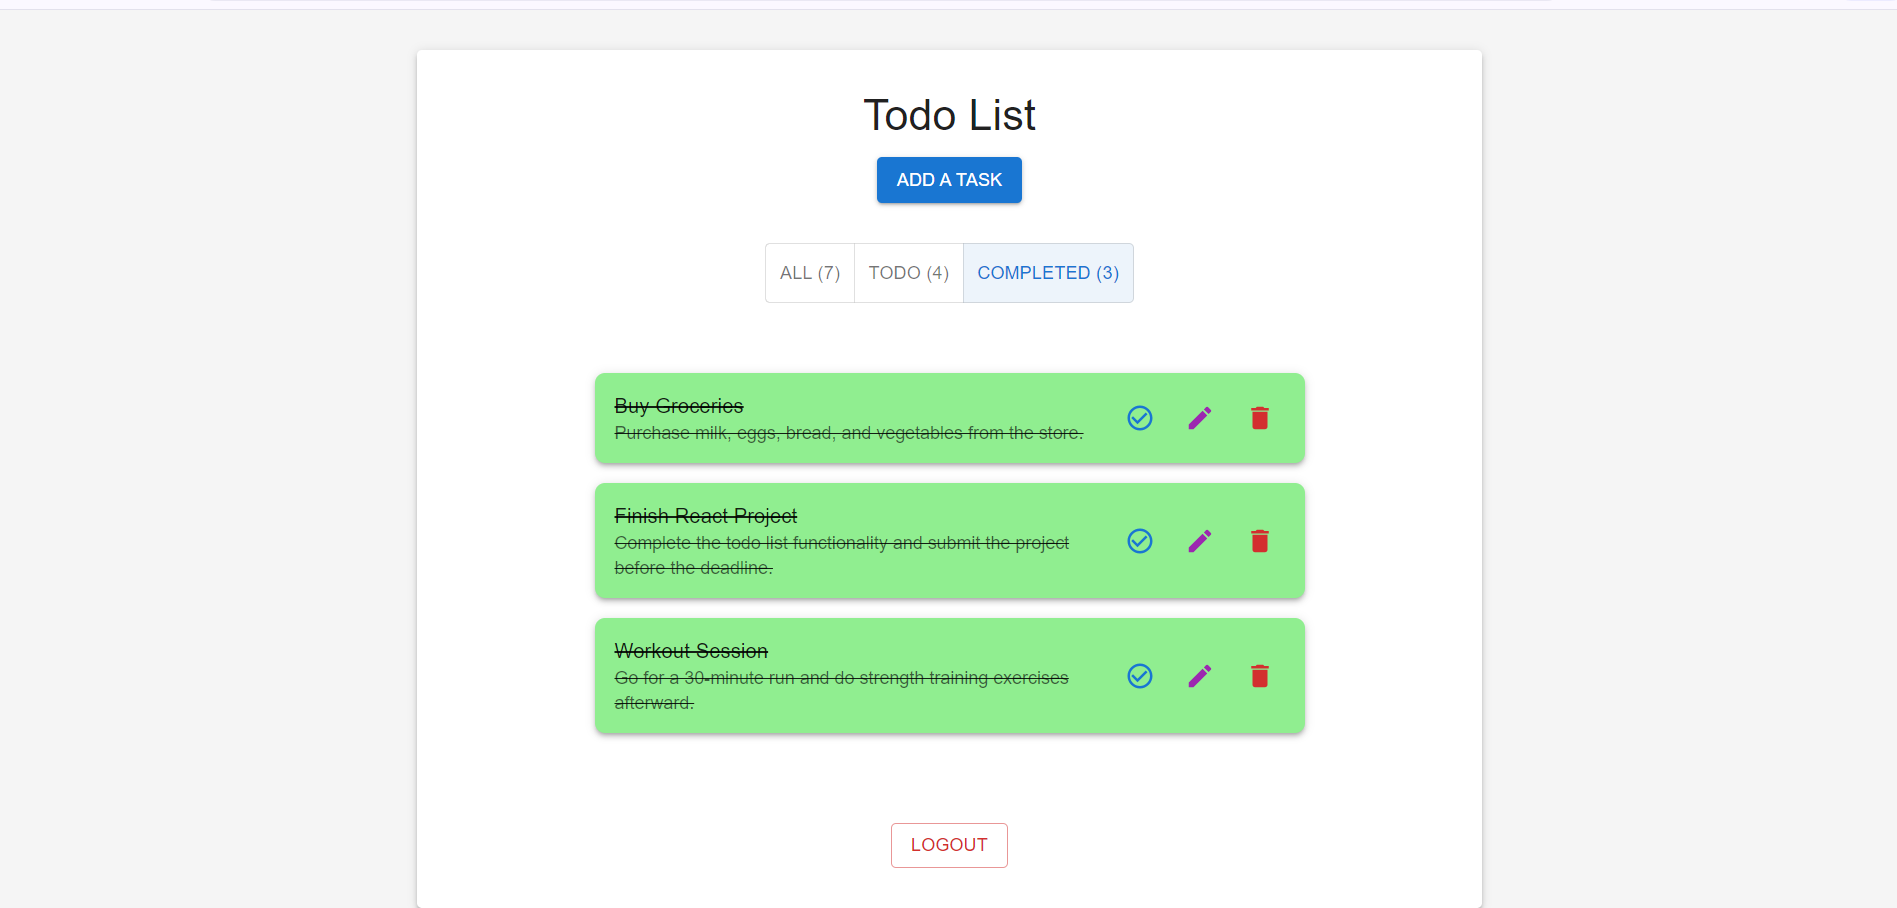 Todo List
ADD A TASK
ALL (7) TODO (4) COMPLETED (3)
Buy Groceries
Purchase milk, eggs, bread, and vegetables from the store.
Finish React Project
Complete the todo list functionality and submit the project
before the deadline.
Workout Session
Go for a 30-minute run and do strength training exercises
afterward.
LOGOUT